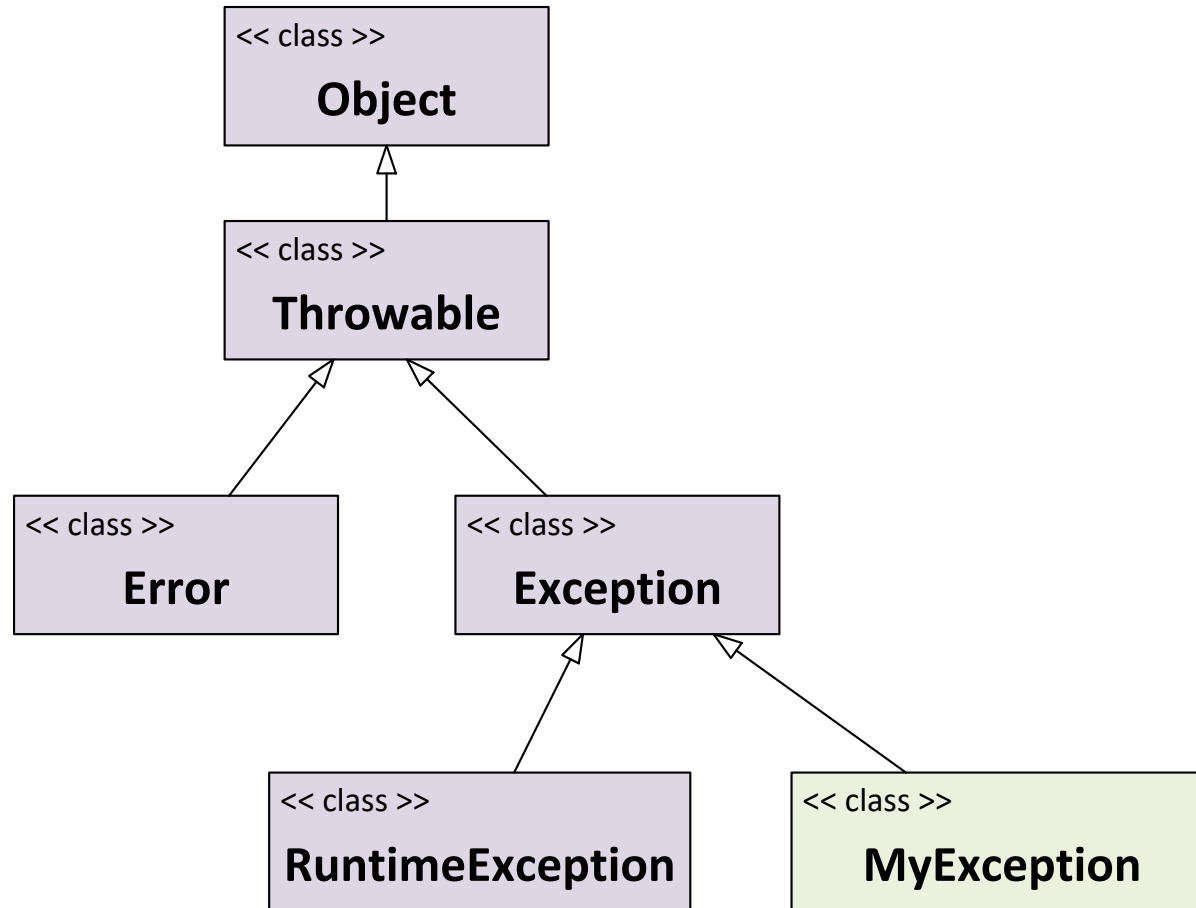 << class >>
Object
<< class >>
Throwable
<< class >>
Error
<< class >>
Exception
<< class >>
RuntimeException
<< class >>
MyException